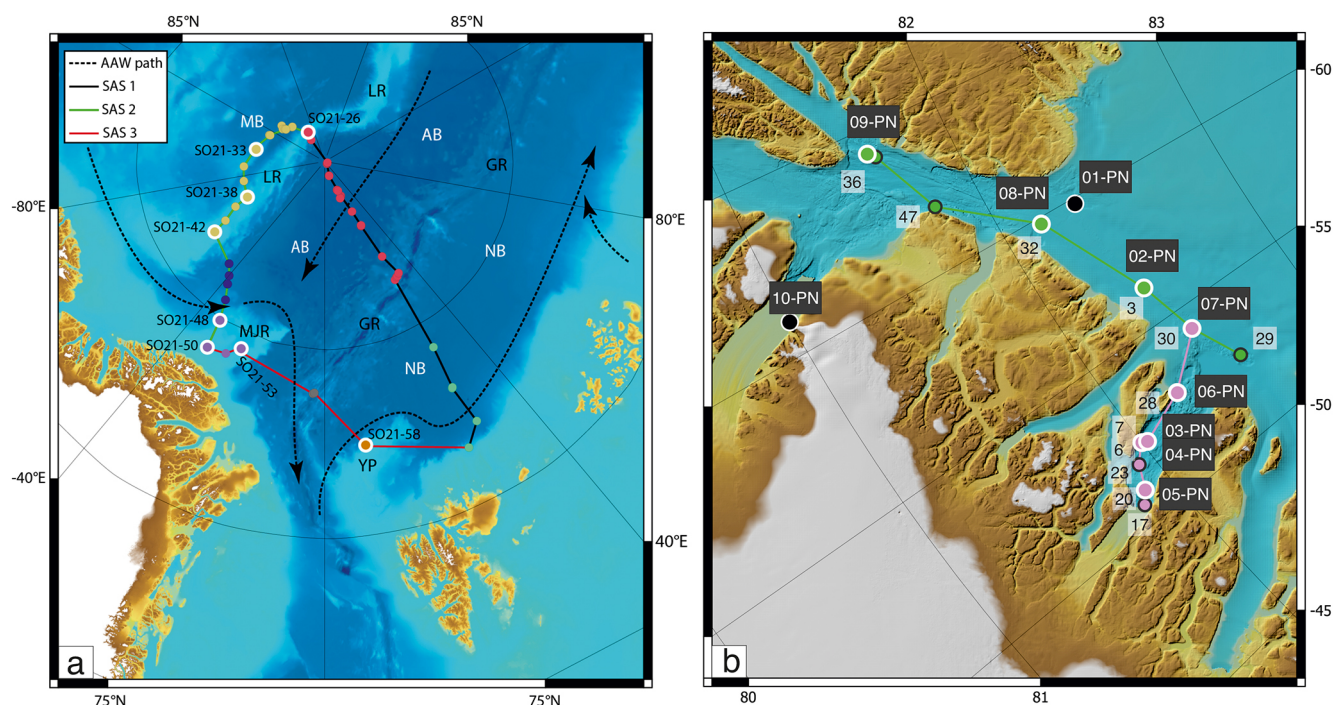 85°N
85°N
AAW path
SAS 1
SAS 2
SAS 3
LR
SO21-26
MB
AB
SO21-33
GR
LR
SO21-38
-80°E
80°E
SO21-42
AB
NB
SO21-48
MJR
GR
SO21-50
SO21-53
NB
SO21-58
YP
-40°E
40°E
a
75°N
75°N
82
83
-60
09-PN
01-PN
36
08-PN
47
-55
32
02-PN
10-PN
07-PN
3
30
29
06-PN
-50
28
7
03-PN
6
04-PN
23
05-PN
20
17
-45
b
80
81